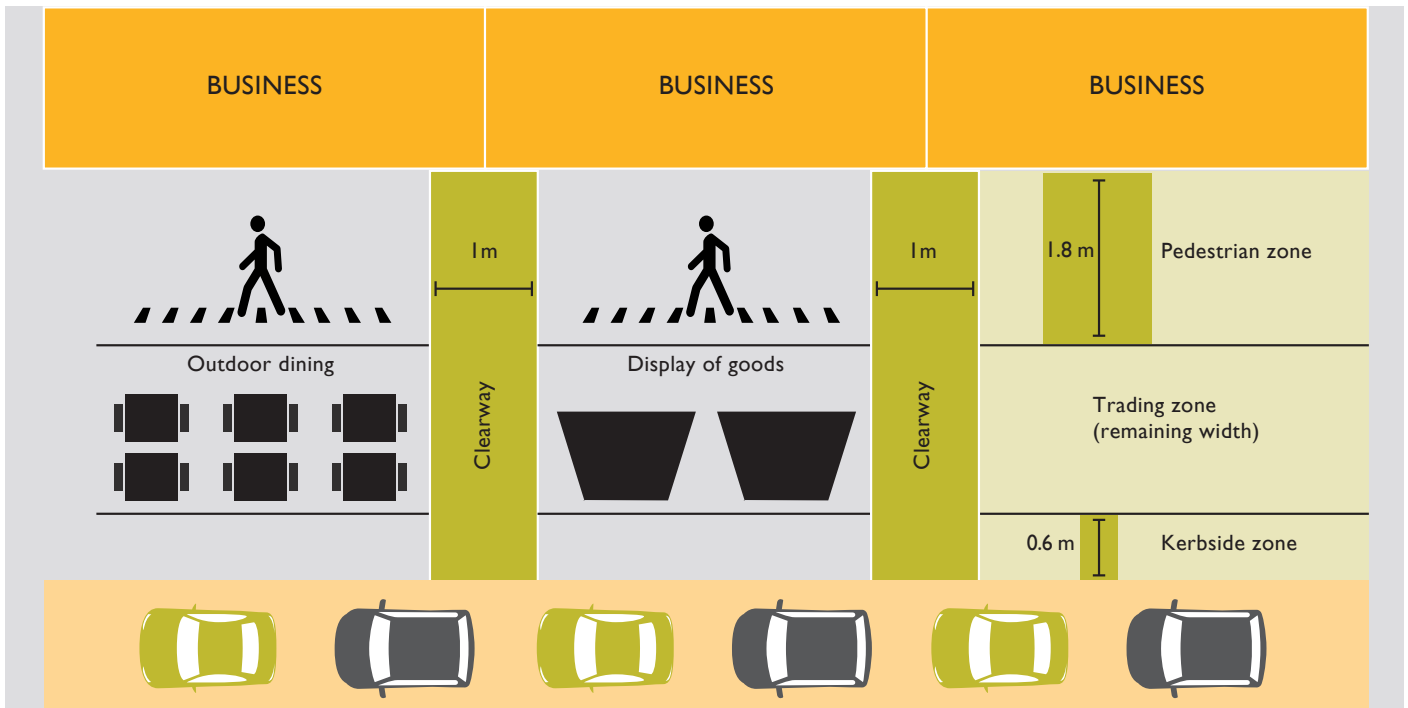 BUSINESS
BUSINESS
BUSINESS
1m
1m
1.8 m
Pedestrian zone
Outdoor dining
Display of goods
Clearway
Clearway
Trading zone
(remaining width)
0.6 m
Kerbside zone